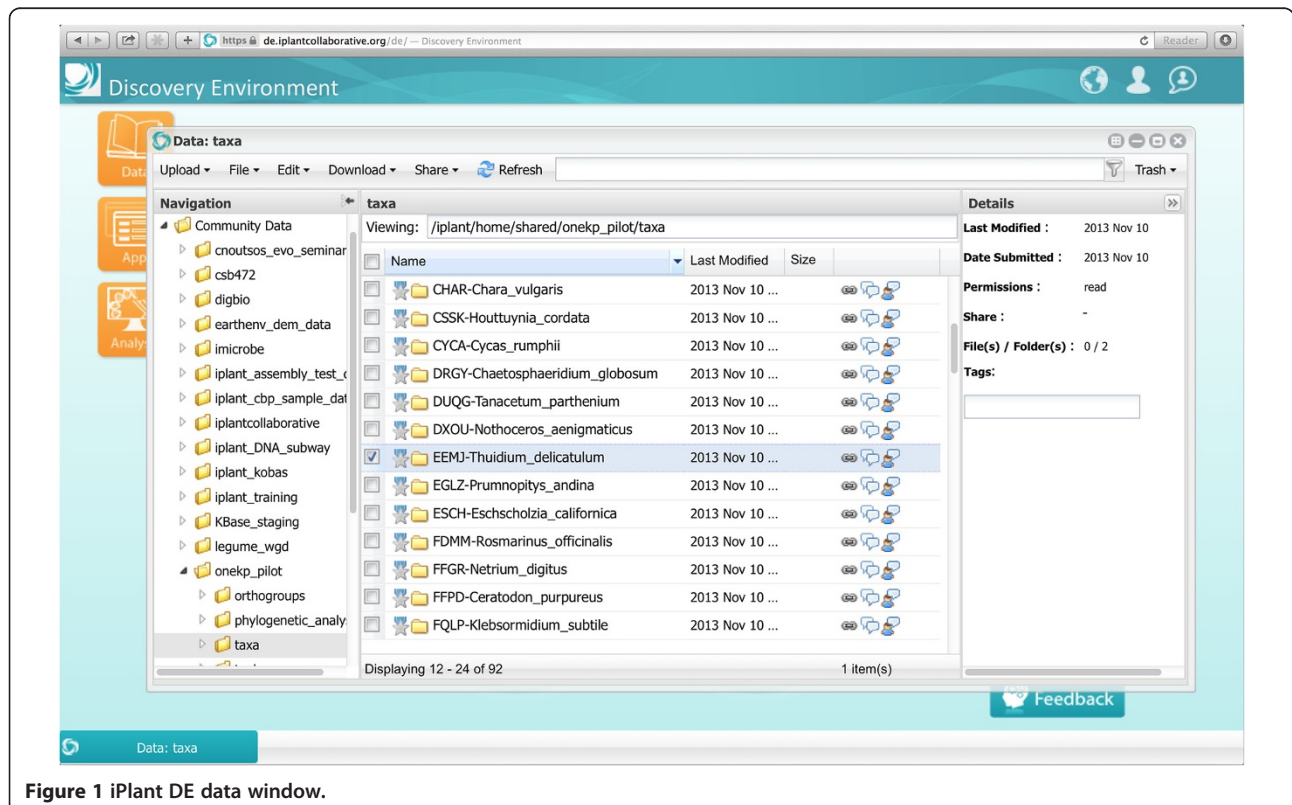 https de.iplantcollaborative.org/de/ — Discovery Environment Reader
Discovery Environment
Data
Apps
Data: taxa
Upload File Edit Download Share Refresh Trash
Navigation
Community Data
cnoutsos_evo_seminar
csb472
digbio
earthenv_dem_data
imicrobe
iplant_assembly_test_
iplant_cbp_sample_dat
iplantcollaborative
iplant_DNA_subway
iplant_kobas
iplant_training
KBase_staging
legume_wgd
onekp_pilot
orthogroups
phylogenetic_analy
taxa
taxa
Viewing: /iplant/home/shared/onekp_pilot/taxa
Name Last Modified Size
CHAR-Chara_vulgaris 2013 Nov 10 ...
CSSK-Houttuynia_cordata 2013 Nov 10 ...
CYCA-Cycas_rumphii 2013 Nov 10 ...
DRGY-Chaetosphaeridium_globosum 2013 Nov 10 ...
DUQG-Tanacetum_parthenium 2013 Nov 10 ...
DXOU-Nothoceros_aenigmaticus 2013 Nov 10 ...
EEMJ-Thuidium_delicatulum 2013 Nov 10 ...
EGLZ-Prumnopitys_andina 2013 Nov 10 ...
ESCH-Eschscholzia_californica 2013 Nov 10 ...
FDMM-Rosmarinus_officinalis 2013 Nov 10 ...
FFGR-Netrium_digitus 2013 Nov 10 ...
FFPD-Ceratodon_purpureus 2013 Nov 10 ...
FQLP-Klebsormidium_subtile 2013 Nov 10 ...
Displaying 12 - 24 of 92 1 item(s)
Details
Last Modified : 2013 Nov 10
Date Submitted : 2013 Nov 10
Permissions : read
Share : -
File(s) / Folder(s) : 0 / 2
Tags:
Feedback
Data: taxa
Figure 1 iPlant DE data window.